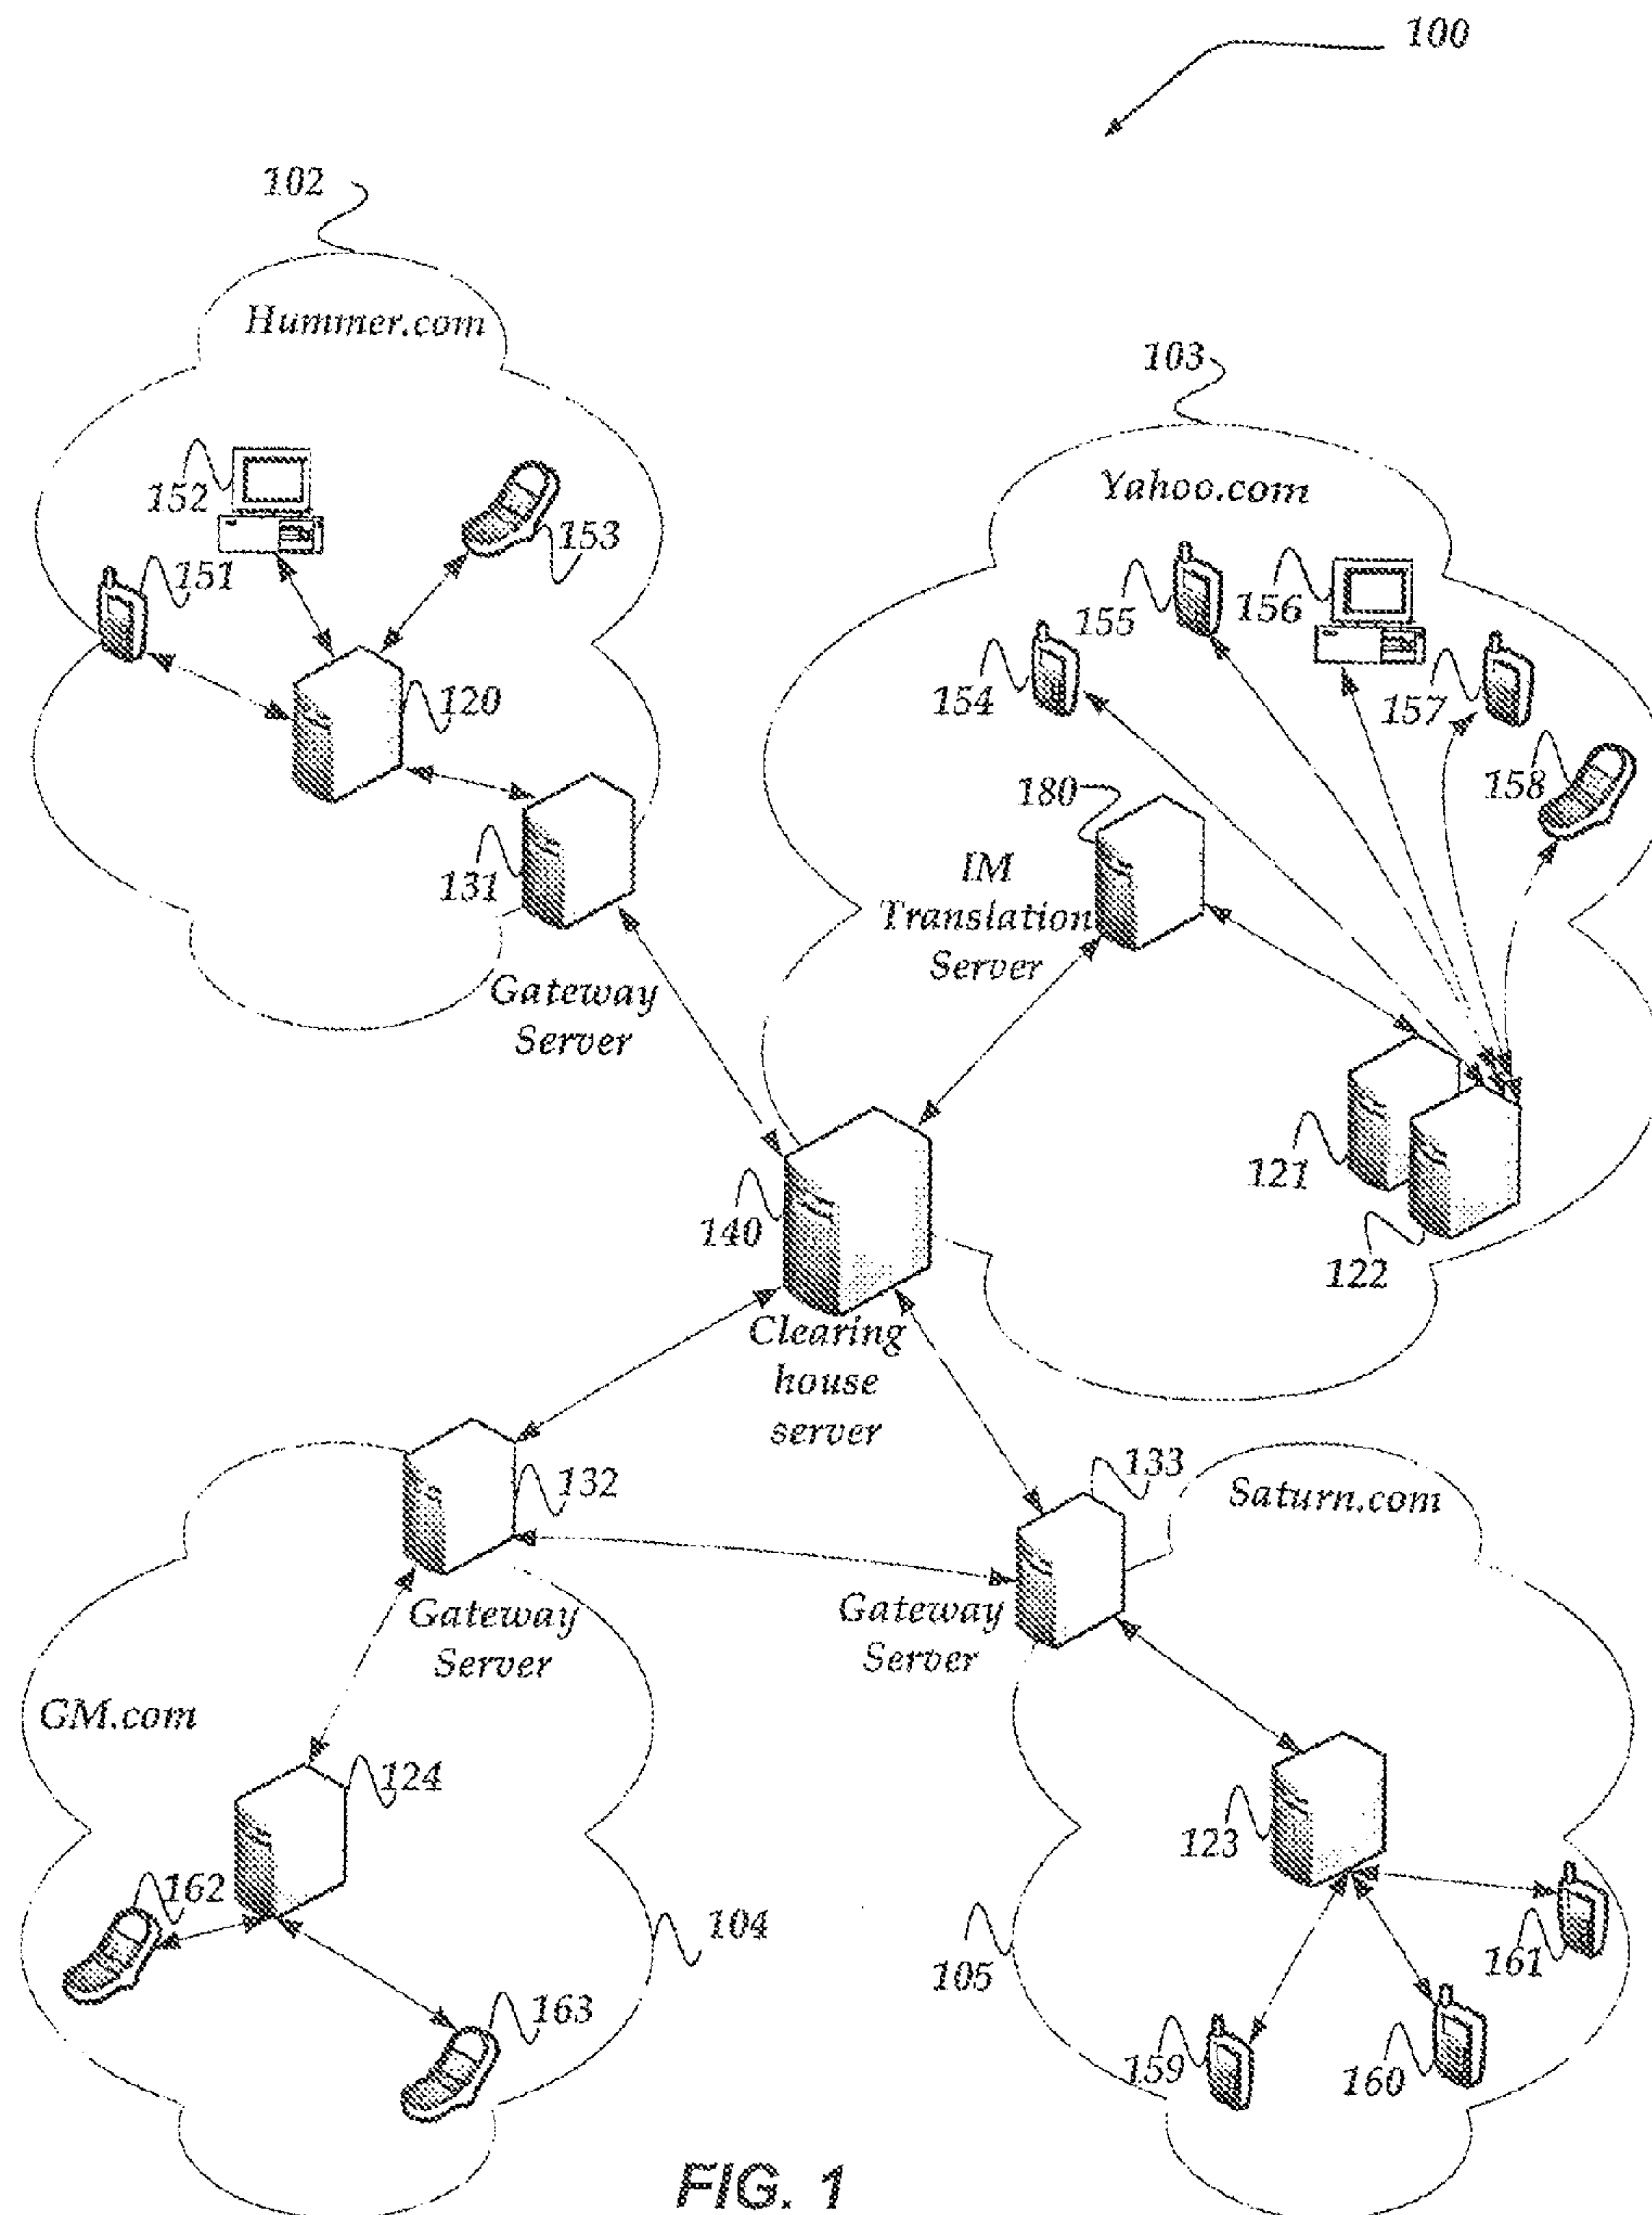 100
102
Hummer.com
103
Yahoo.com
152
153
151
155
156
154
157
120
158
180
131
IM
Translation
Server
Gateway
Server
121
140
122
Clearing
house
server
132
133
Saturn.com
Gateway
Server
Gateway
Server
GM.com
124
123
162
104
105
161
163
159
160
FIG. 1